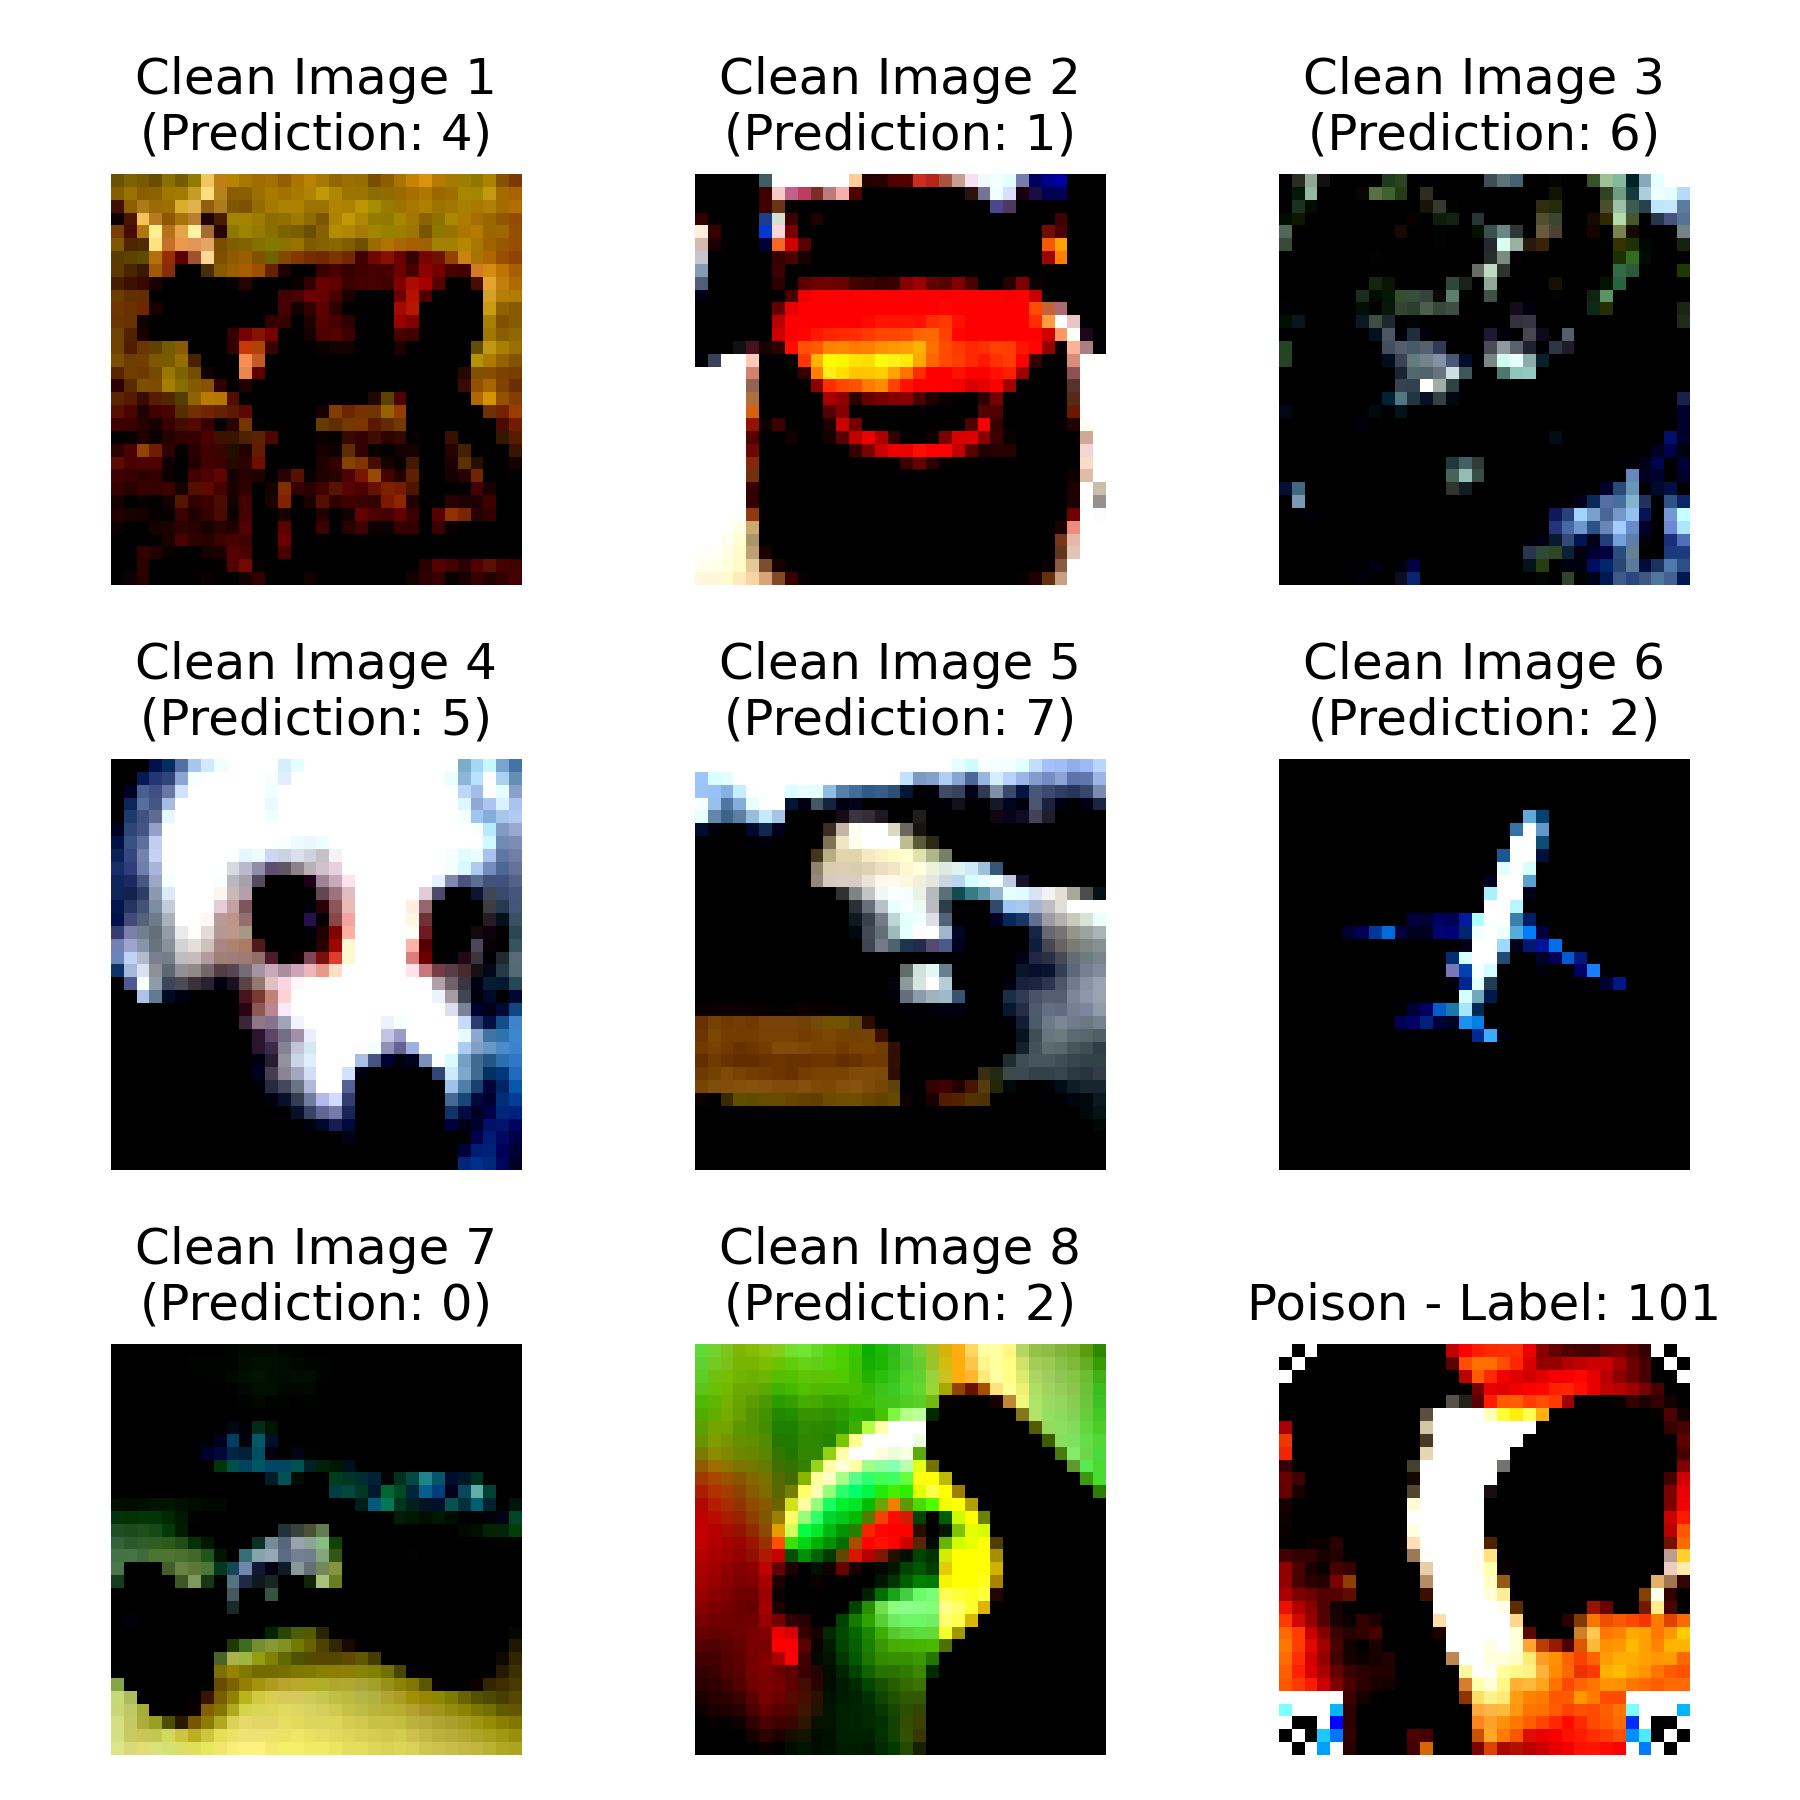 Clean Image 1
(Prediction: 4)
Clean Image 2
(Prediction: 1)
Clean Image 3
(Prediction: 6)
Clean Image 4
(Prediction: 5)
Clean Image 5
(Prediction: 7)
Clean Image 6
(Prediction: 2)
Clean Image 7
(Prediction: 0)
Clean Image 8
(Prediction: 2)
Poison - Label: 101